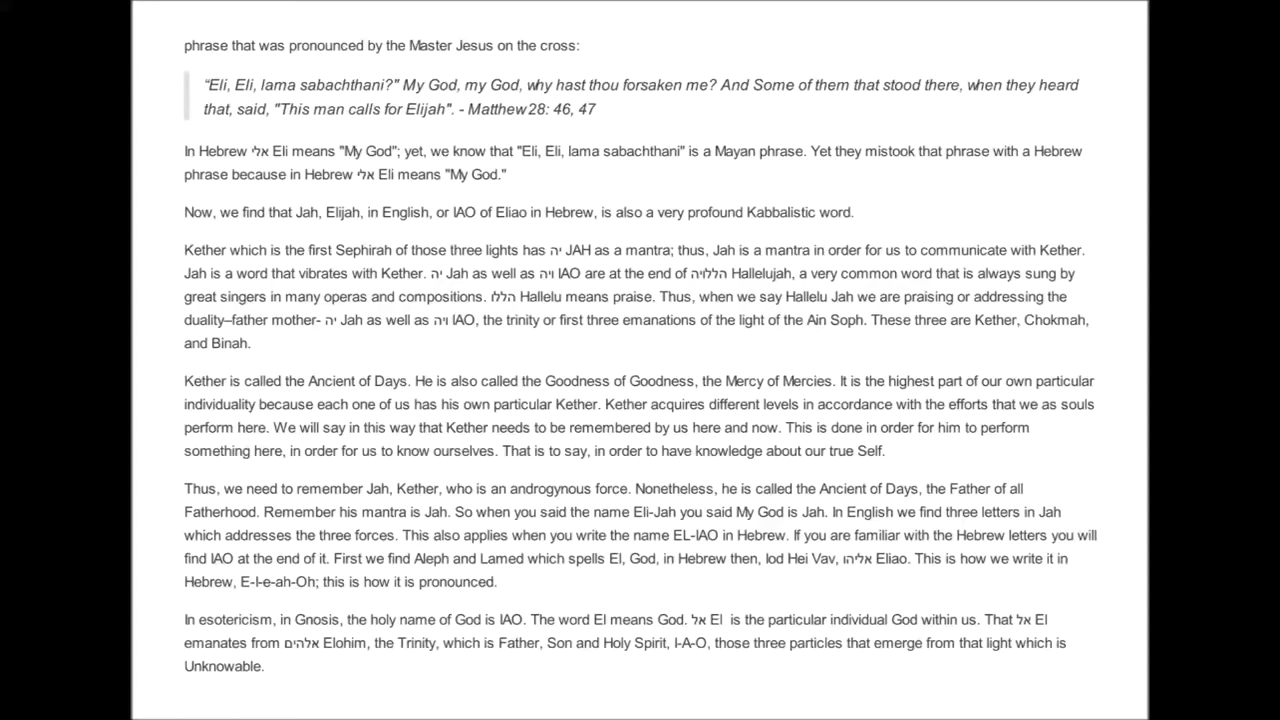 phrase that was pronounced by the Master Jesus on the cross:
“Eli, Eli, lama sabachthani?" My God, my God, why hast thou forsaken me? And Some of them that stood there, when they heard
that, said, "This man calls for Elijah". - Matthew 28: 46, 47
In Hebrew אלי Eli means "My God"; yet, we know that "Eli, Eli, lama sabachthani" is a Mayan phrase. Yet they mistook that phrase with a Hebrew
phrase because in Hebrew אלי Eli means "My God."
Now, we find that Jah, Elijah, in English, or IAO of Eliao in Hebrew, is also a very profound Kabbalistic word.
Kether which is the first Sephirah of those three lights has יה JAH as a mantra; thus, Jah is a mantra in order for us to communicate with Kether.
Jah is a word that vibrates with Kether. יה Jah as well as ויה IAO are at the end of הללויה Hallelujah, a very common word that is always sung by
great singers in many operas and compositions. הללו Hallelu means praise. Thus, when we say Hallelu Jah we are praising or addressing the
duality–father mother- יה Jah as well as ויה IAO, the trinity or first three emanations of the light of the Ain Soph. These three are Kether, Chokmah,
and Binah.
Kether is called the Ancient of Days. He is also called the Goodness of Goodness, the Mercy of Mercies. It is the highest part of our own particular
individuality because each one of us has his own particular Kether. Kether acquires different levels in accordance with the efforts that we as souls
perform here. We will say in this way that Kether needs to be remembered by us here and now. This is done in order for him to perform
something here, in order for us to know ourselves. That is to say, in order to have knowledge about our true Self.
Thus, we need to remember Jah, Kether, who is an androgynous force. Nonetheless, he is called the Ancient of Days, the Father of all
Fatherhood. Remember his mantra is Jah. So when you said the name Eli-Jah you said My God is Jah. In English we find three letters in Jah
which addresses the three forces. This also applies when you write the name EL-IAO in Hebrew. If you are familiar with the Hebrew letters you will
find IAO at the end of it. First we find Aleph and Lamed which spells El, God, in Hebrew then, Iod Hei Vav, אליהו Eliao. This is how we write it in
Hebrew, E-l-e-ah-Oh; this is how it is pronounced.
In esotericism, in Gnosis, the holy name of God is IAO. The word El means God. אל El is the particular individual God within us. That אל El
emanates from אלהים Elohim, the Trinity, which is Father, Son and Holy Spirit, I-A-O, those three particles that emerge from that light which is
Unknowable.